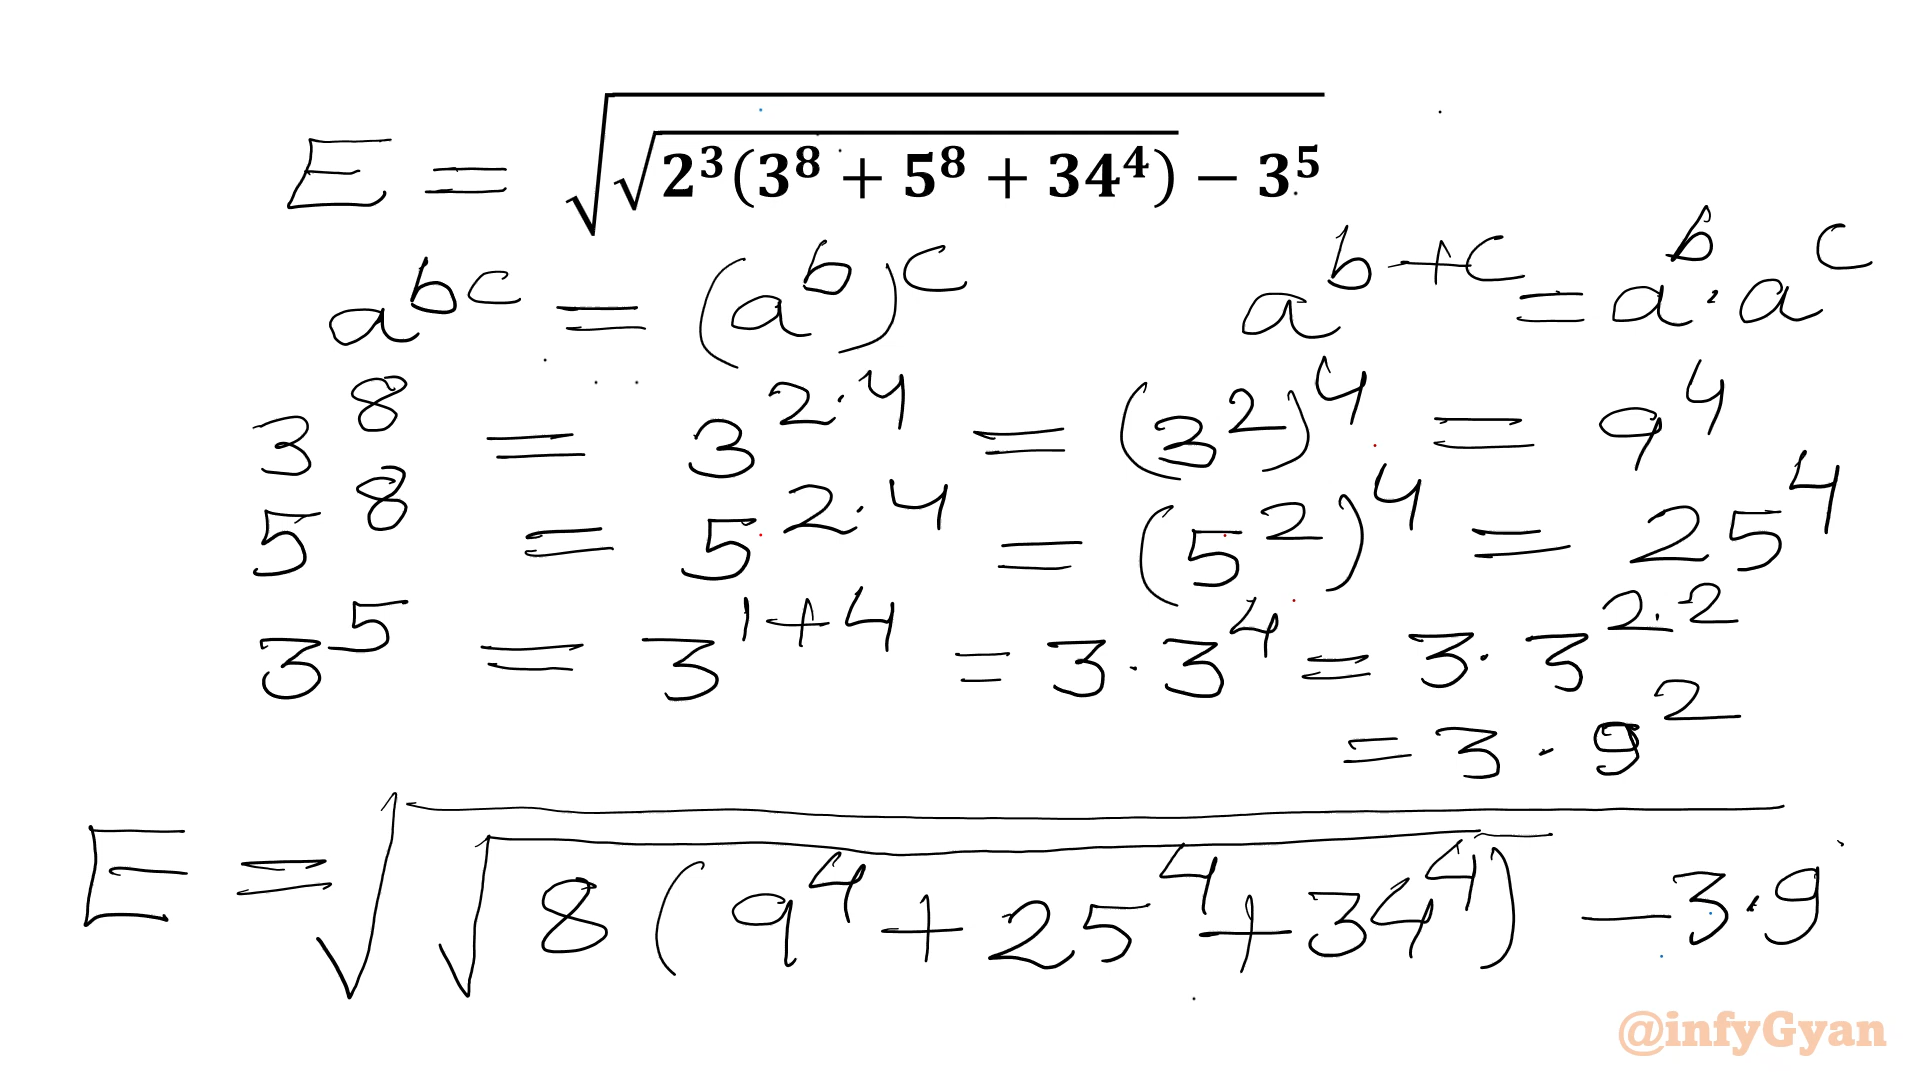 E = √(√(2³(3⁸ + 5⁸ + 34⁴)) − 3⁵)
a^bc = (a^b)^c    a^(b+c) = a^b · a^c
3⁸ = 3^(2·4) = (3²)⁴ = 9⁴
5⁸ = 5^(2·4) = (5²)⁴ = 25⁴
3⁵ = 3^(1+4) = 3 · 3⁴ = 3 · 3^(2·2)
= 3 · 9²
E = √(√(8(9⁴ + 25⁴ + 34⁴)) − 3·9
@infyGyan